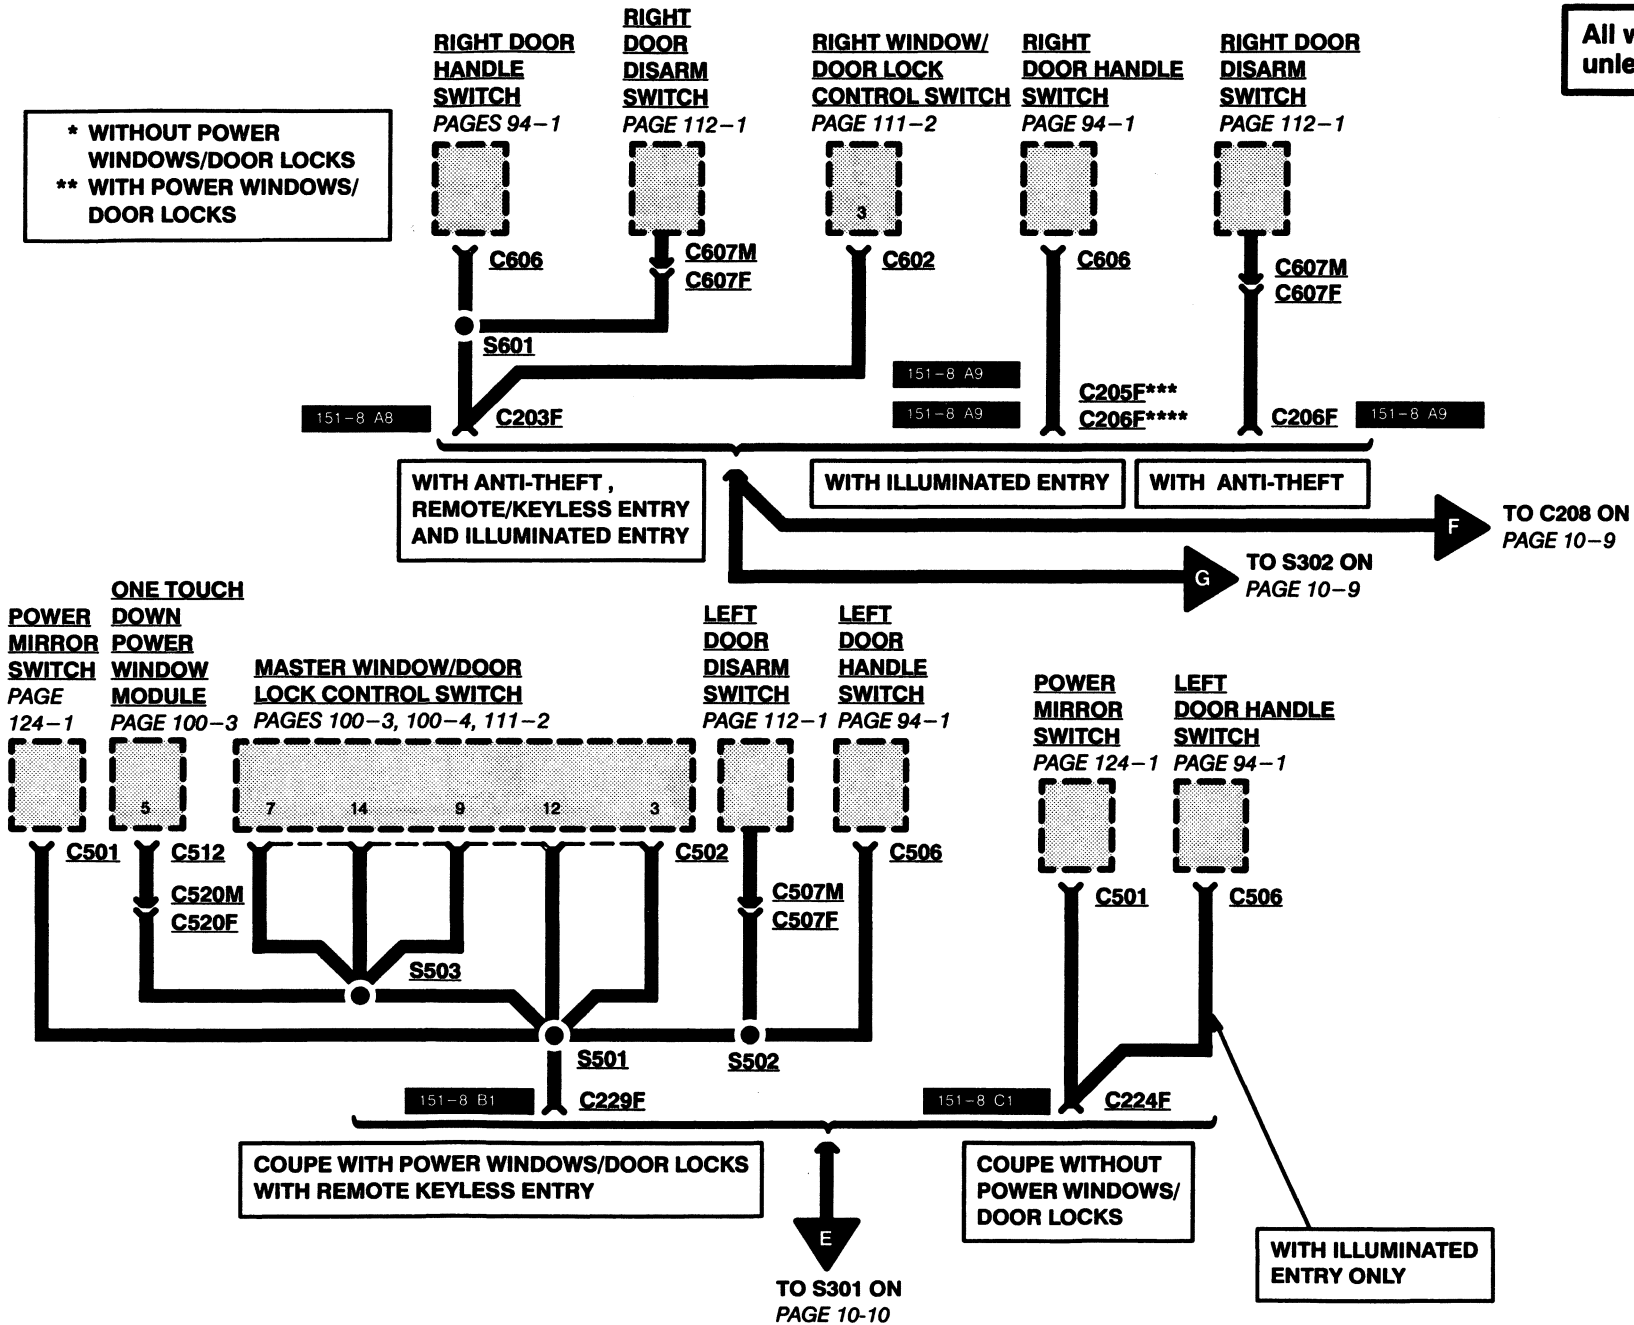 All
unle
RIGHT DOOR
HANDLE
SWITCH
PAGES 94–1
RIGHT
DOOR
DISARM
SWITCH
PAGE 112–1
RIGHT WINDOW/
DOOR LOCK
CONTROL SWITCH
PAGE 111–2
RIGHT
DOOR HANDLE
SWITCH
PAGE 94–1
RIGHT DOOR
DISARM
SWITCH
PAGE 112–1
* WITHOUT POWER
WINDOWS/DOOR LOCKS
** WITH POWER WINDOWS/
DOOR LOCKS
3
C606
C607M
C607F
C602
C606
C607M
C607F
S601
151–8 A9
C205F***
151–8 A8
C203F
151–8 A9
C206F****
C206F
151–8 A9
WITH ANTI-THEFT ,
REMOTE/KEYLESS ENTRY
AND ILLUMINATED ENTRY
WITH ILLUMINATED ENTRY
WITH ANTI-THEFT
F
TO C208 ON
PAGE 10–9
G
TO S302 ON
PAGE 10–9
POWER
MIRROR
SWITCH
PAGE
124–1
ONE TOUCH
DOWN
POWER
WINDOW
MODULE
PAGE 100–3
MASTER WINDOW/DOOR
LOCK CONTROL SWITCH
PAGES 100–3, 100–4, 111–2
LEFT
DOOR
DISARM
SWITCH
PAGE 112–1
LEFT
DOOR
HANDLE
SWITCH
PAGE 94–1
POWER
MIRROR
SWITCH
PAGE 124–1
LEFT
DOOR HANDLE
SWITCH
PAGE 94–1
5
7
14
9
12
3
C501
C512
C502
C506
C520M
C520F
C507M
C507F
C501
C506
S503
S501
S502
151–8 B1
C229F
151–8 C1
C224F
COUPE WITH POWER WINDOWS/DOOR LOCKS
WITH REMOTE KEYLESS ENTRY
COUPE WITHOUT
POWER WINDOWS/
DOOR LOCKS
E
TO S301 ON
PAGE 10-10
WITH ILLUMINATED
ENTRY ONLY